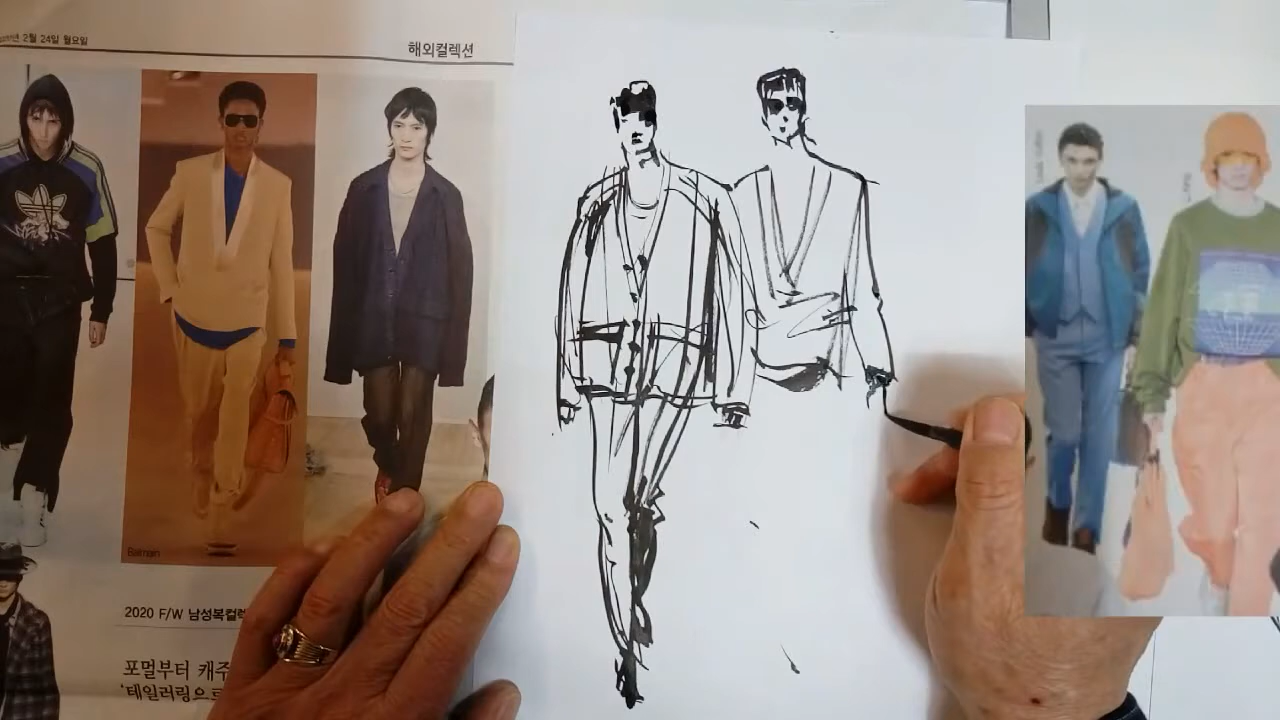 2월 24일 월요일
해외컬렉션
Balmain
2020 F/W 남성복컬렉
포멀부터 캐주
'테일러링으로